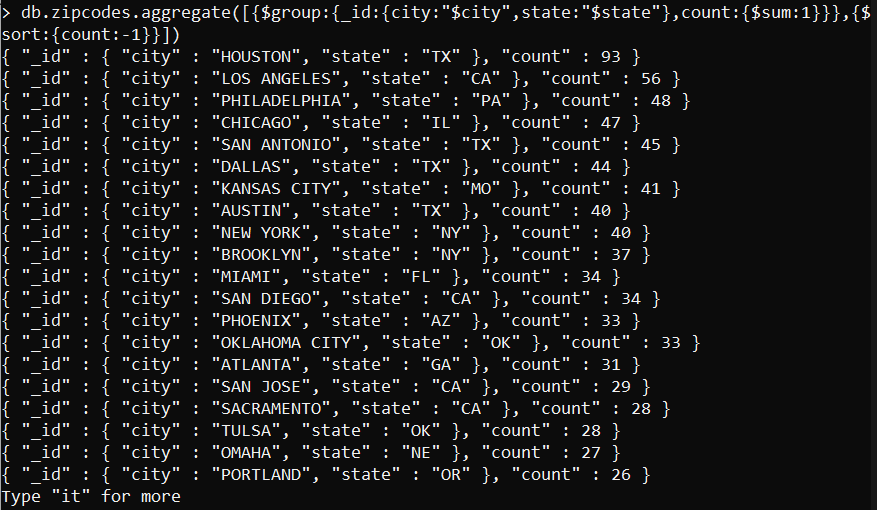 > db.zipcodes.aggregate([{$group:{_id:{city:"$city",state:"$state"},count:{$sum:1}}},{$
sort:{count:-1}}])
{ "_id" : { "city" : "HOUSTON", "state" : "TX" }, "count" : 93 }
{ "_id" : { "city" : "LOS ANGELES", "state" : "CA" }, "count" : 56 }
{ "_id" : { "city" : "PHILADELPHIA", "state" : "PA" }, "count" : 48 }
{ "_id" : { "city" : "CHICAGO", "state" : "IL" }, "count" : 47 }
{ "_id" : { "city" : "SAN ANTONIO", "state" : "TX" }, "count" : 45 }
{ "_id" : { "city" : "DALLAS", "state" : "TX" }, "count" : 44 }
{ "_id" : { "city" : "KANSAS CITY", "state" : "MO" }, "count" : 41 }
{ "_id" : { "city" : "AUSTIN", "state" : "TX" }, "count" : 40 }
{ "_id" : { "city" : "NEW YORK", "state" : "NY" }, "count" : 40 }
{ "_id" : { "city" : "BROOKLYN", "state" : "NY" }, "count" : 37 }
{ "_id" : { "city" : "MIAMI", "state" : "FL" }, "count" : 34 }
{ "_id" : { "city" : "SAN DIEGO", "state" : "CA" }, "count" : 34 }
{ "_id" : { "city" : "PHOENIX", "state" : "AZ" }, "count" : 33 }
{ "_id" : { "city" : "OKLAHOMA CITY", "state" : "OK" }, "count" : 33 }
{ "_id" : { "city" : "ATLANTA", "state" : "GA" }, "count" : 31 }
{ "_id" : { "city" : "SAN JOSE", "state" : "CA" }, "count" : 29 }
{ "_id" : { "city" : "SACRAMENTO", "state" : "CA" }, "count" : 28 }
{ "_id" : { "city" : "TULSA", "state" : "OK" }, "count" : 28 }
{ "_id" : { "city" : "OMAHA", "state" : "NE" }, "count" : 27 }
{ "_id" : { "city" : "PORTLAND", "state" : "OR" }, "count" : 26 }
Type "it" for more